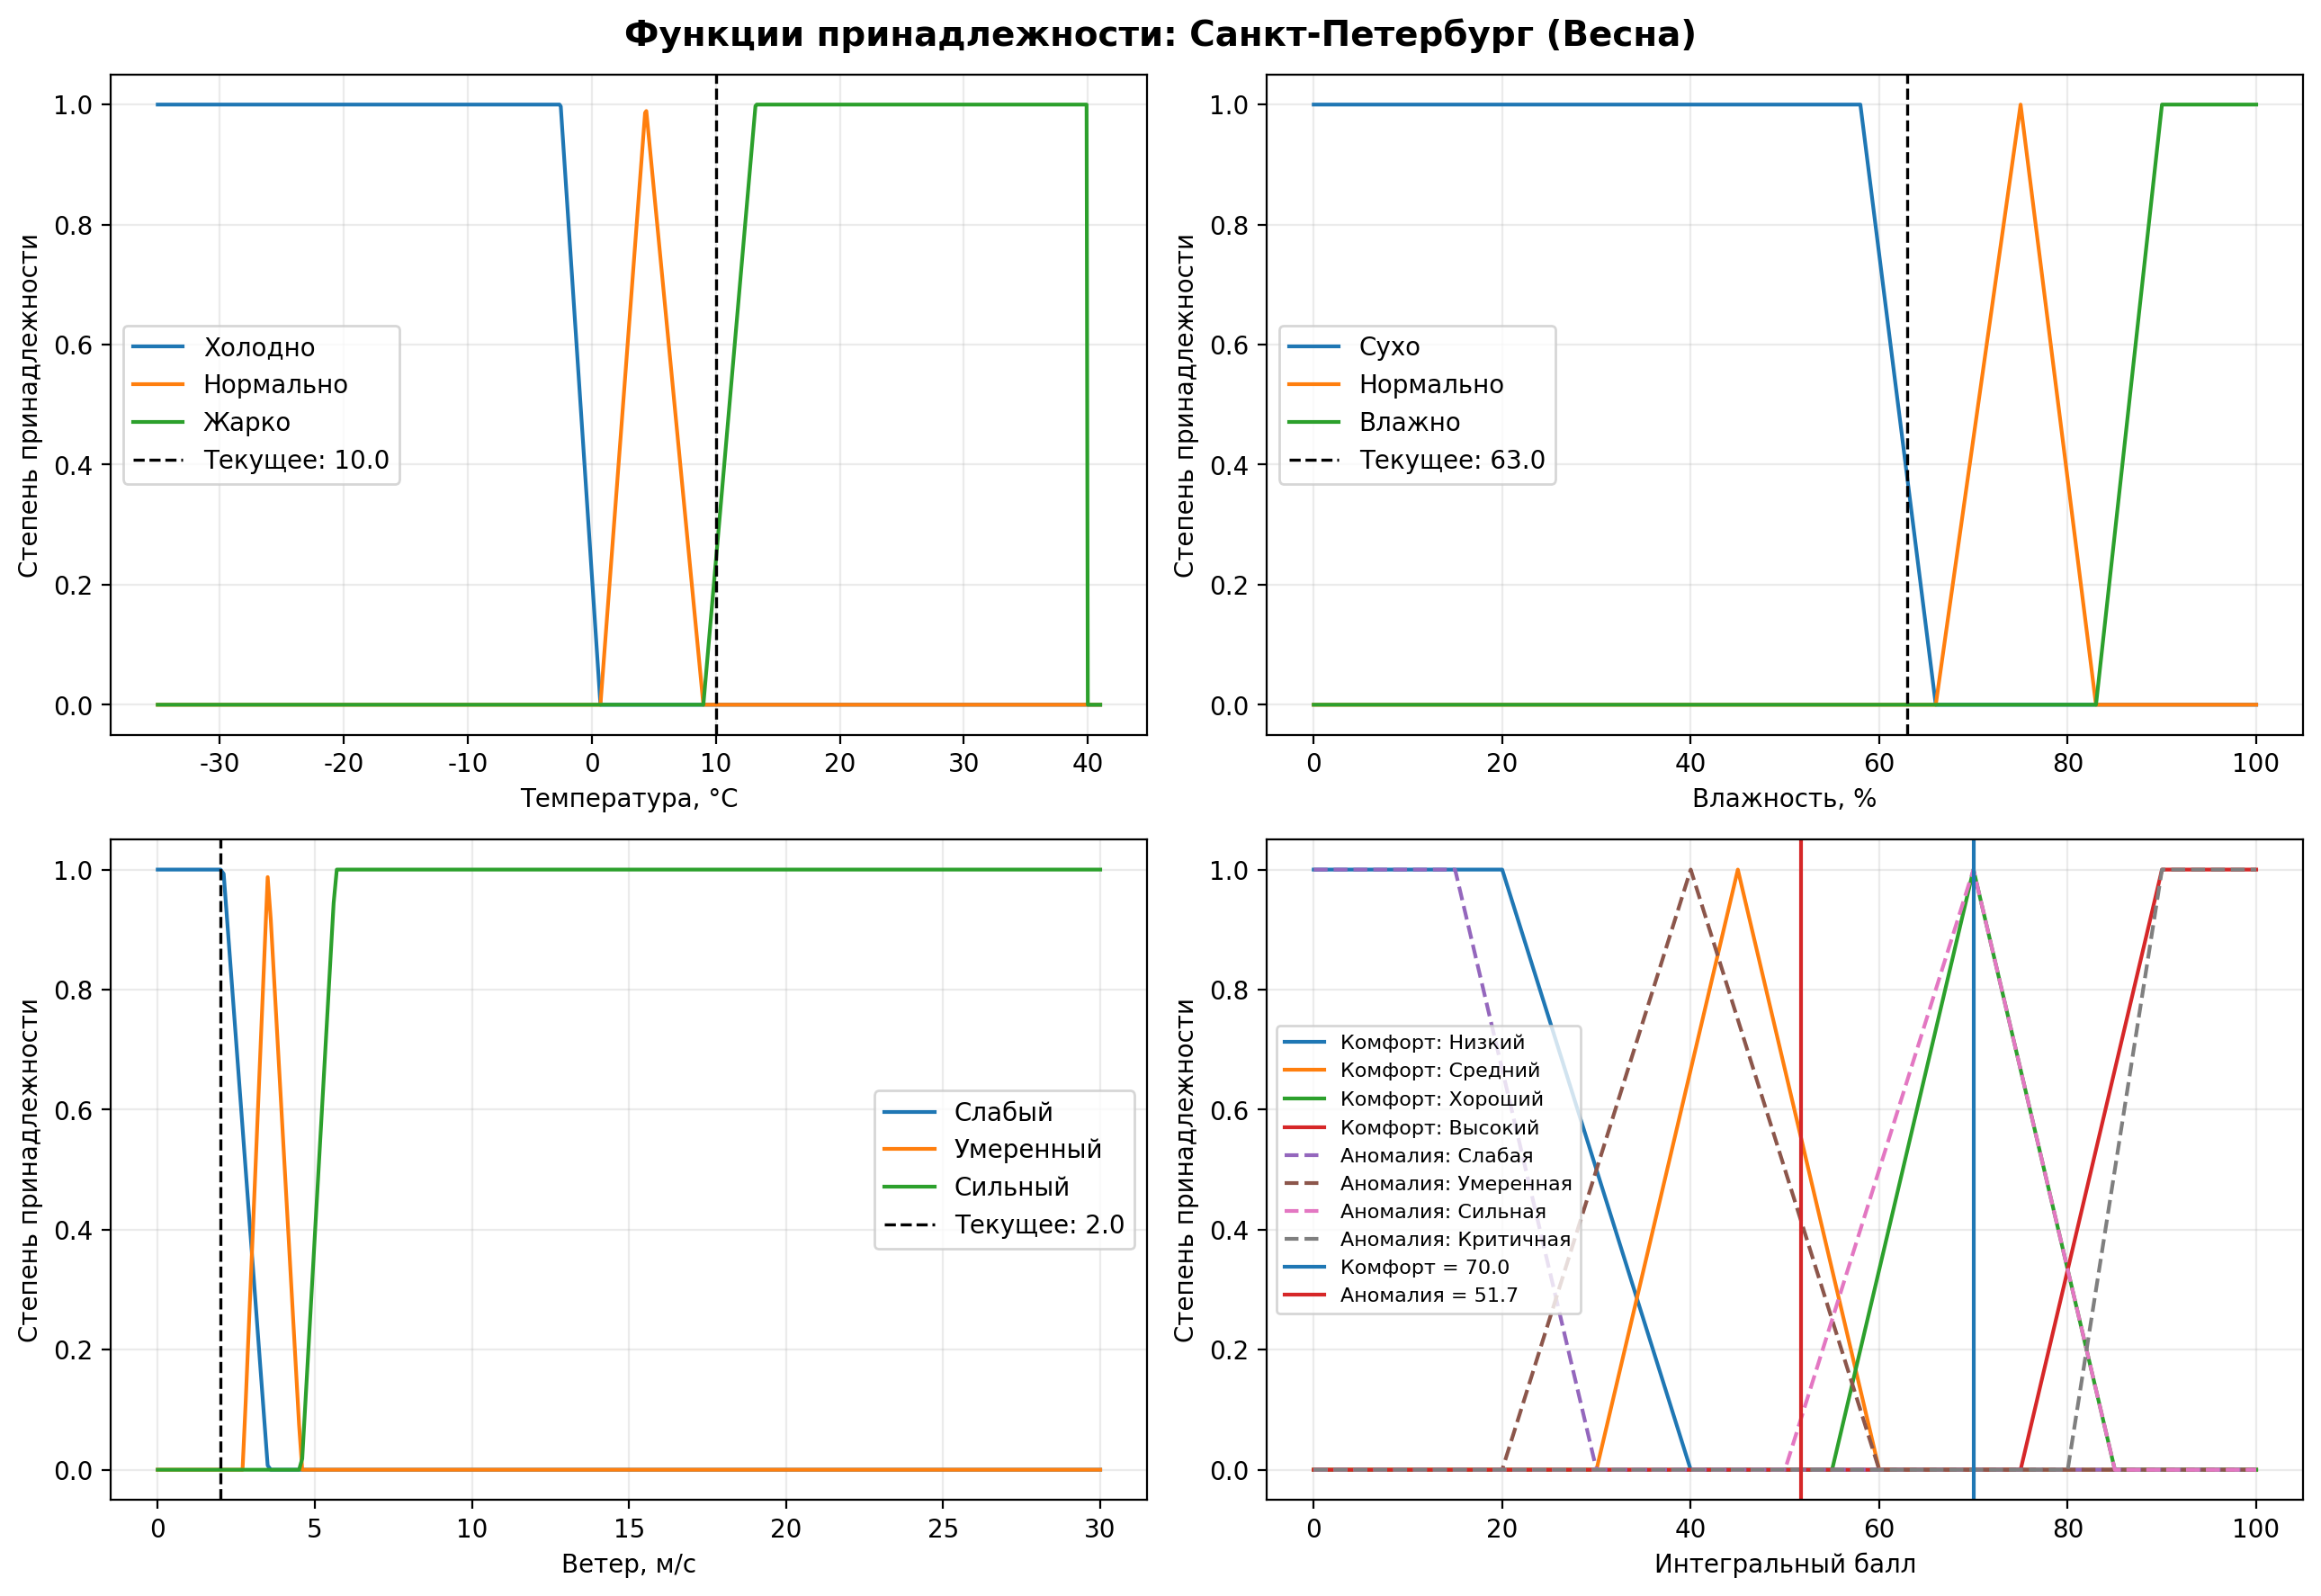 Функции принадлежности: Санкт-Петербург (Весна)
Степень принадлежности
1.0
0.8
0.6
0.4
0.2
0.0
Холодно
Нормально
Жарко
Текущее: 10.0
-30 -20 -10 0 10 20 30 40
Температура, °C
Степень принадлежности
1.0
0.8
0.6
0.4
0.2
0.0
Сухо
Нормально
Влажно
Текущее: 63.0
0 20 40 60 80 100
Влажность, %
Степень принадлежности
1.0
0.8
0.6
0.4
0.2
0.0
Слабый
Умеренный
Сильный
Текущее: 2.0
0 5 10 15 20 25 30
Ветер, м/с
Степень принадлежности
1.0
0.8
0.6
0.4
0.2
0.0
Комфорт: Низкий
Комфорт: Средний
Комфорт: Хороший
Комфорт: Высокий
Аномалия: Слабая
Аномалия: Умеренная
Аномалия: Сильная
Аномалия: Критичная
Комфорт = 70.0
Аномалия = 51.7
0 20 40 60 80 100
Интегральный балл